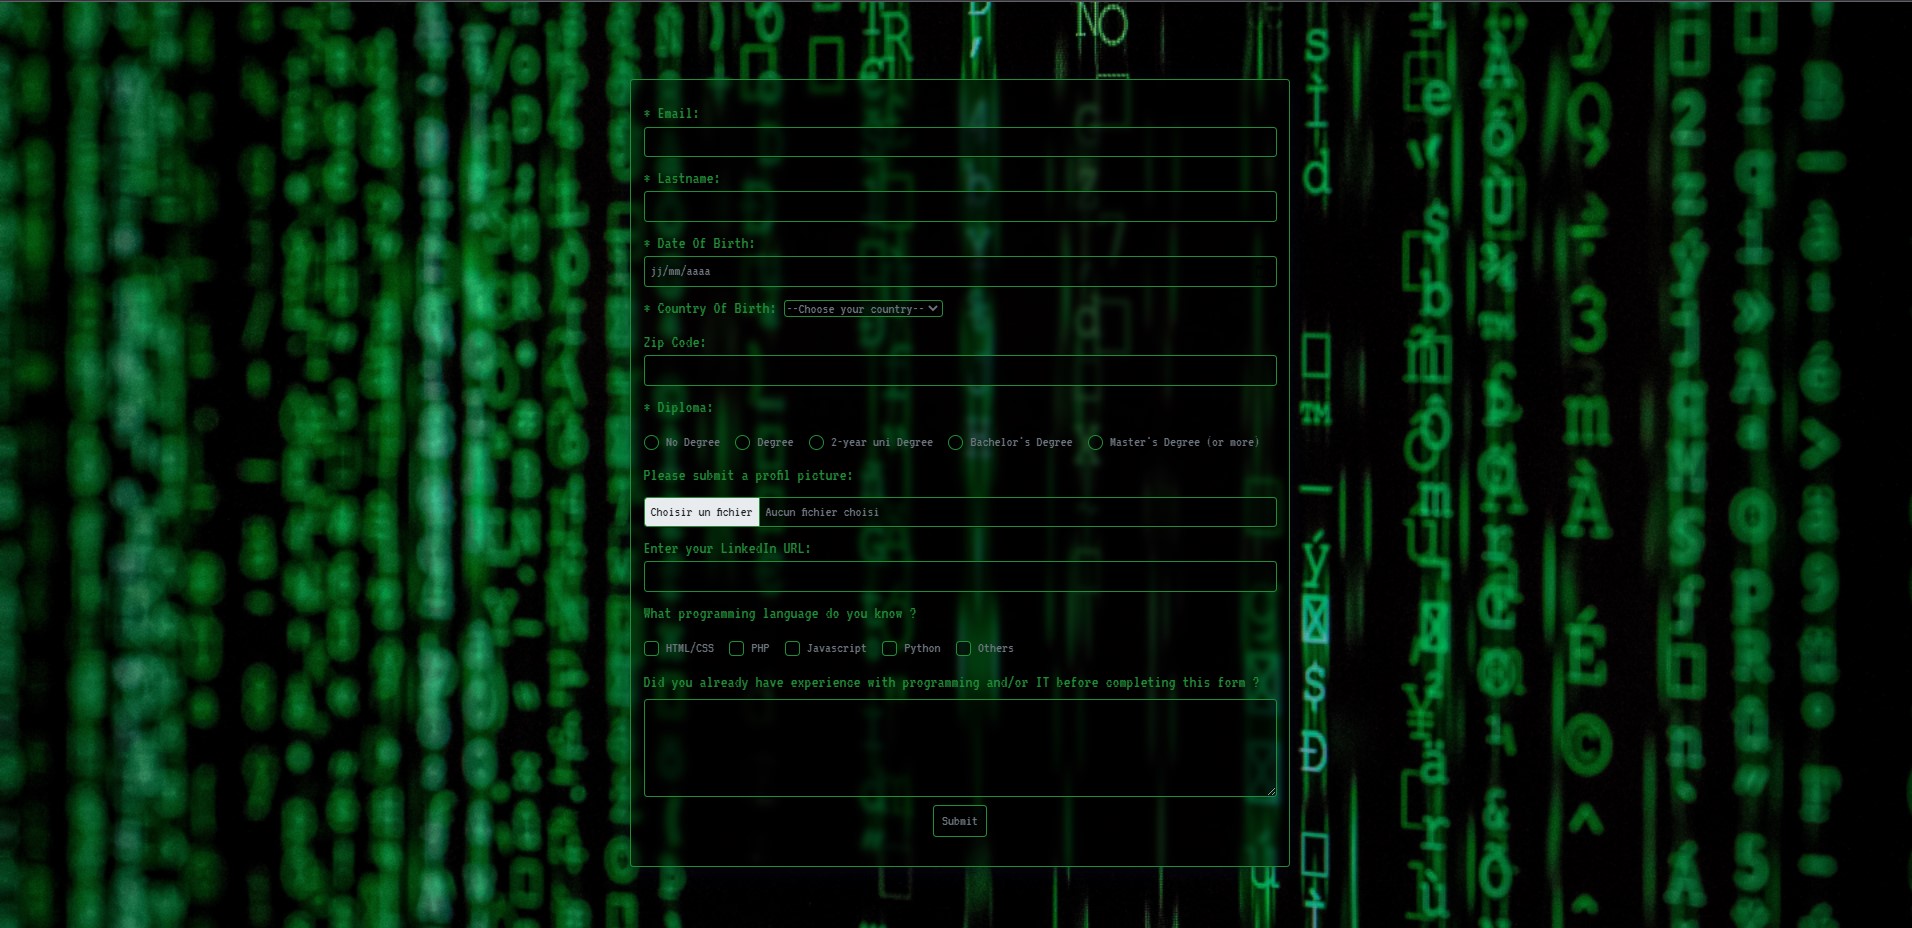 * Email:
* Lastname:
* Date Of Birth:
jj/mm/aaaa
* Country Of Birth: --Choose your country--
Zip Code:
* Diploma:
No Degree Degree 2-year uni Degree Bachelor's Degree Master's Degree (or more)
Please submit a profil picture:
Choisir un fichier Aucun fichier choisi
Enter your LinkedIn URL:
What programming language do you know ?
HTML/CSS PHP Javascript Python Others
Did you already have experience with programming and/or IT before completing this form ?
Submit